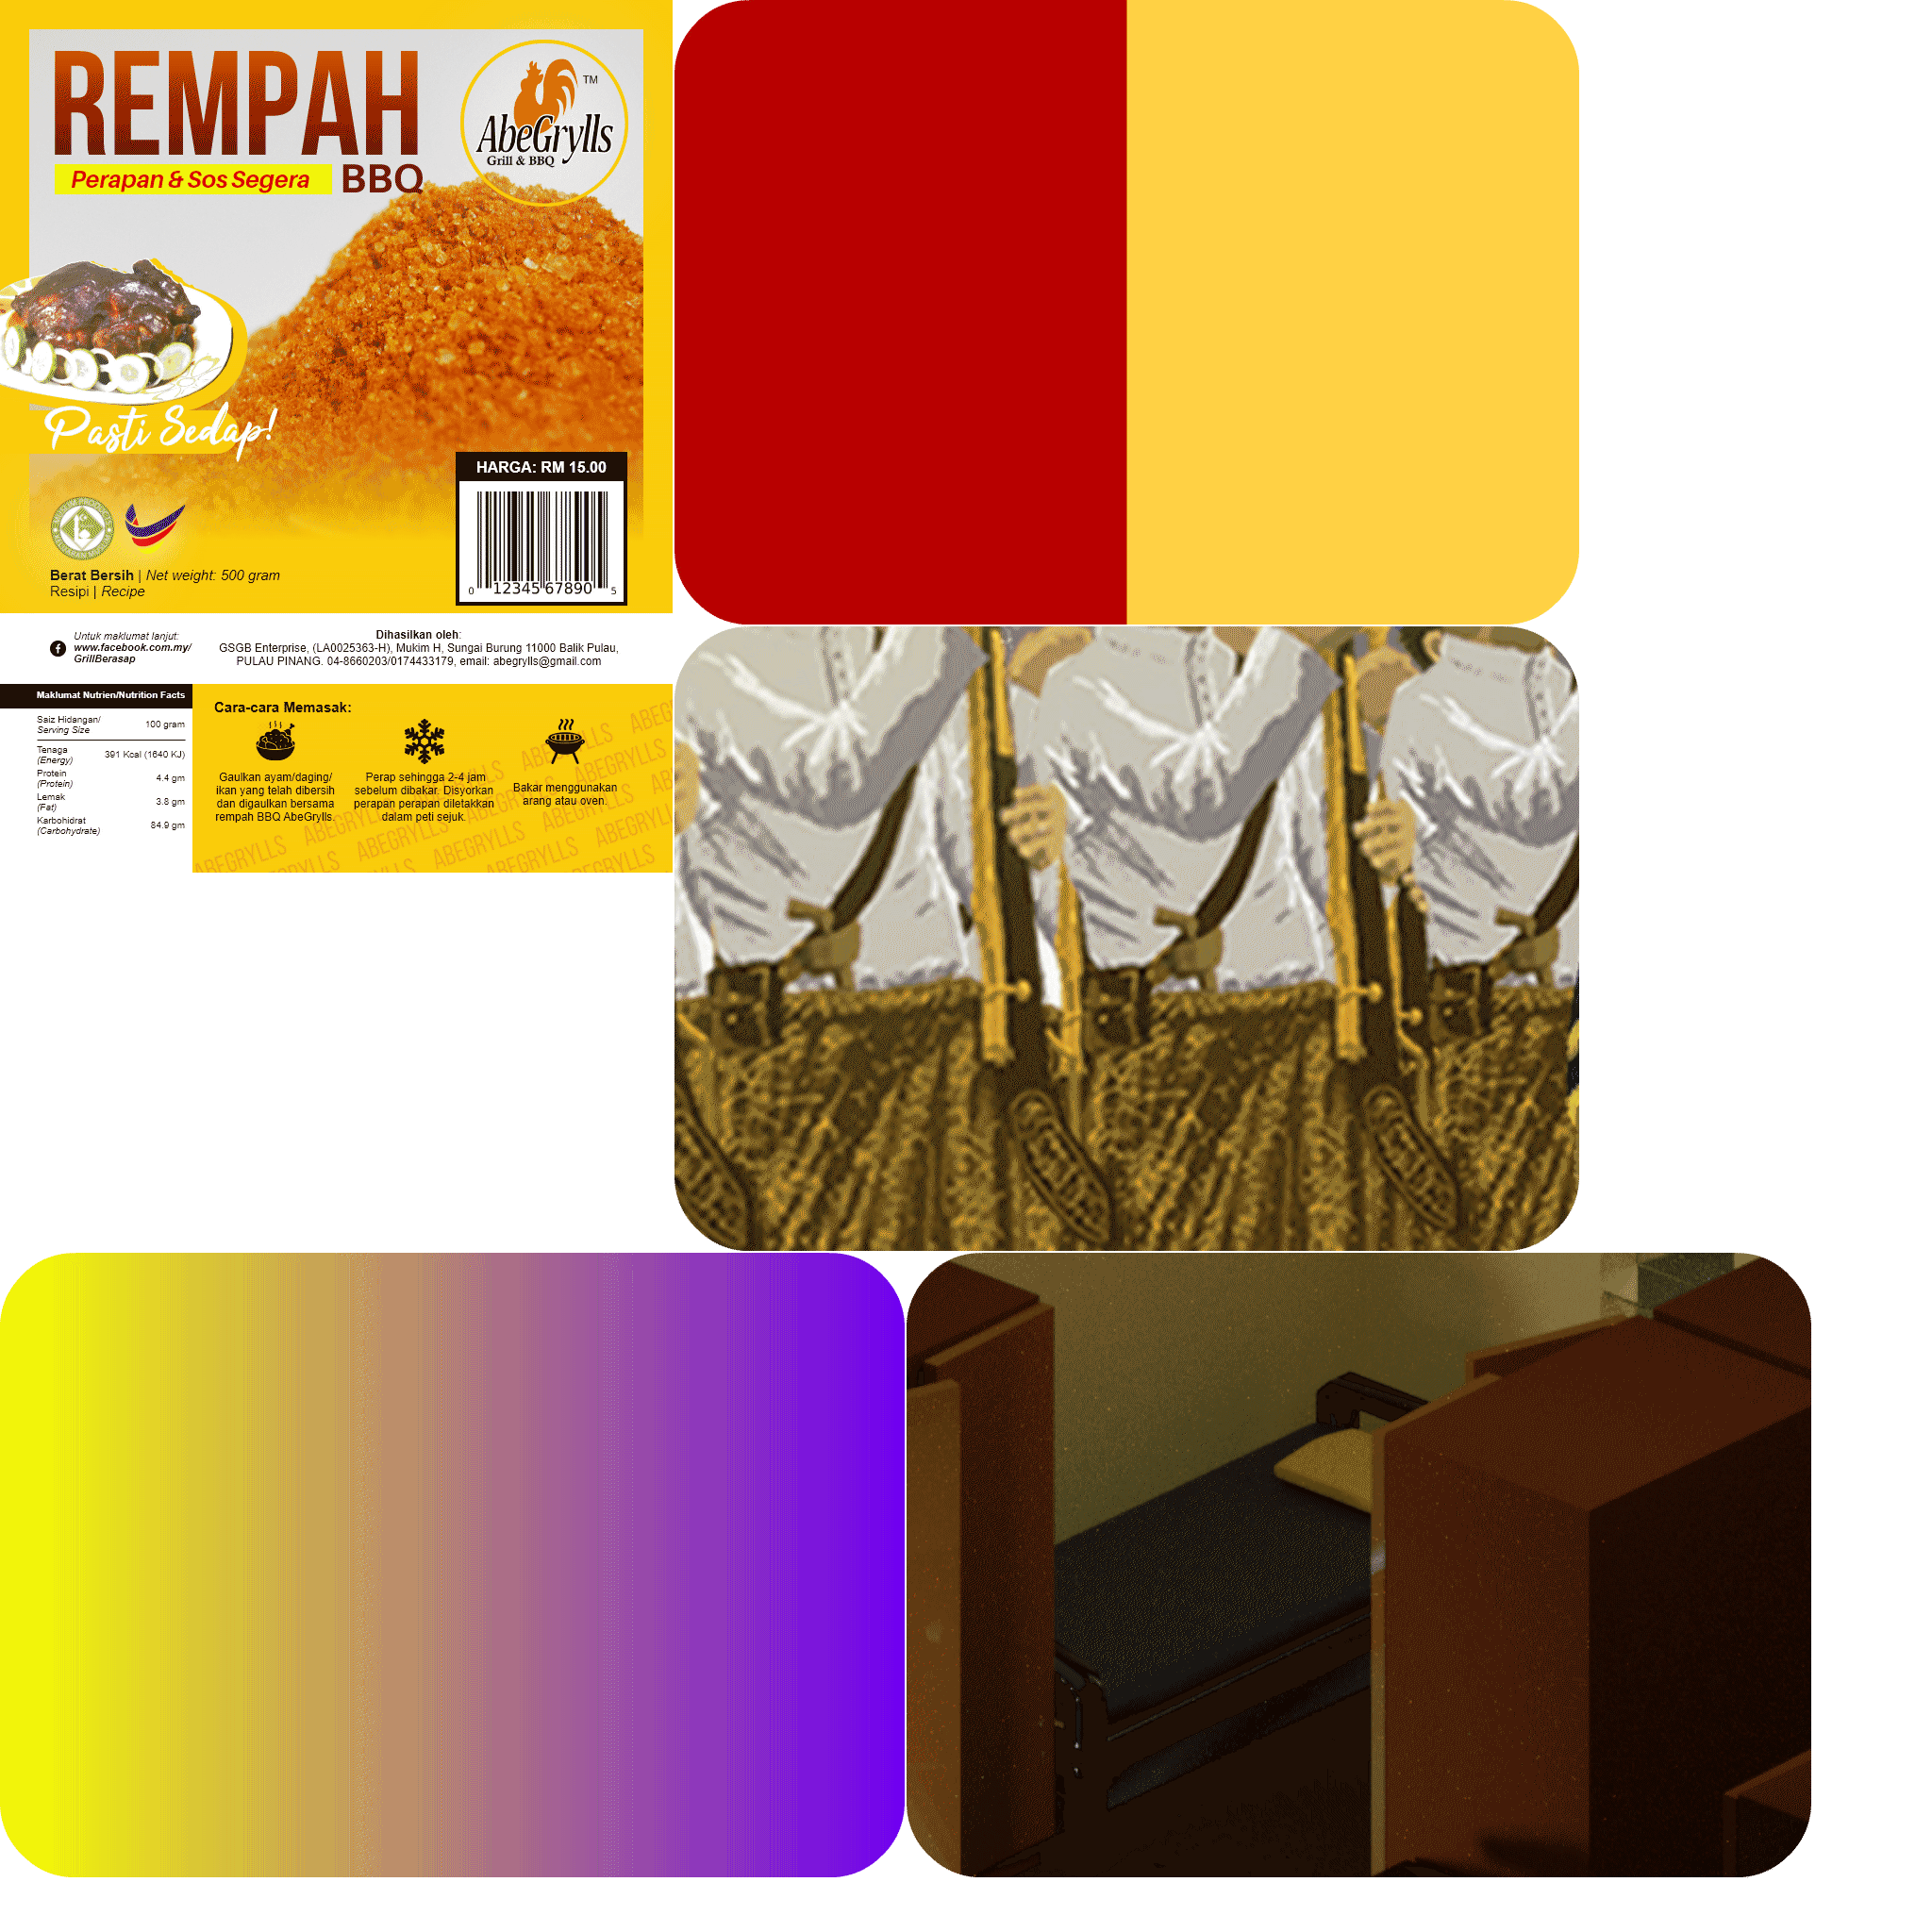 REMPAH
Perapan & Sos Segera BBQ
TM
AbeGrylls
Grill & BBQ
Pasti Sedap!
HARGA: RM 15.00
0 12345 67890 5
Berat Bersih | Net weight: 500 gram
Resipi | Recipe
Untuk maklumat lanjut:
www.facebook.com.my/
GrillBerasap
Dihasilkan oleh:
GSGB Enterprise, (LA0025363-H), Mukim H, Sungai Burung 11000 Balik Pulau,
PULAU PINANG. 04-8660203/0174433179, email: abegrylls@gmail.com
Maklumat Nutrien/Nutrition Facts
Saiz Hidangan/
Serving Size 100 gram
Tenaga
(Energy) 391 Kcal (1640 KJ)
Protein
(Protein) 4.4 gm
Lemak
(Fat) 3.8 gm
Karbohidrat
(Carbohydrate) 84.9 gm
Cara-cara Memasak:
Gaulkan ayam/daging/
ikan yang telah dibersih
dan digaulkan bersama
rempah BBQ AbeGrylls.
Perap sehingga 2-4 jam
sebelum dibakar. Disyorkan
perapan perapan diletakkan
dalam peti sejuk.
Bakar menggunakan
arang atau oven.
ABEGRYLLS ABEGRYLLS ABEGRYLLS ABEGRYLLS